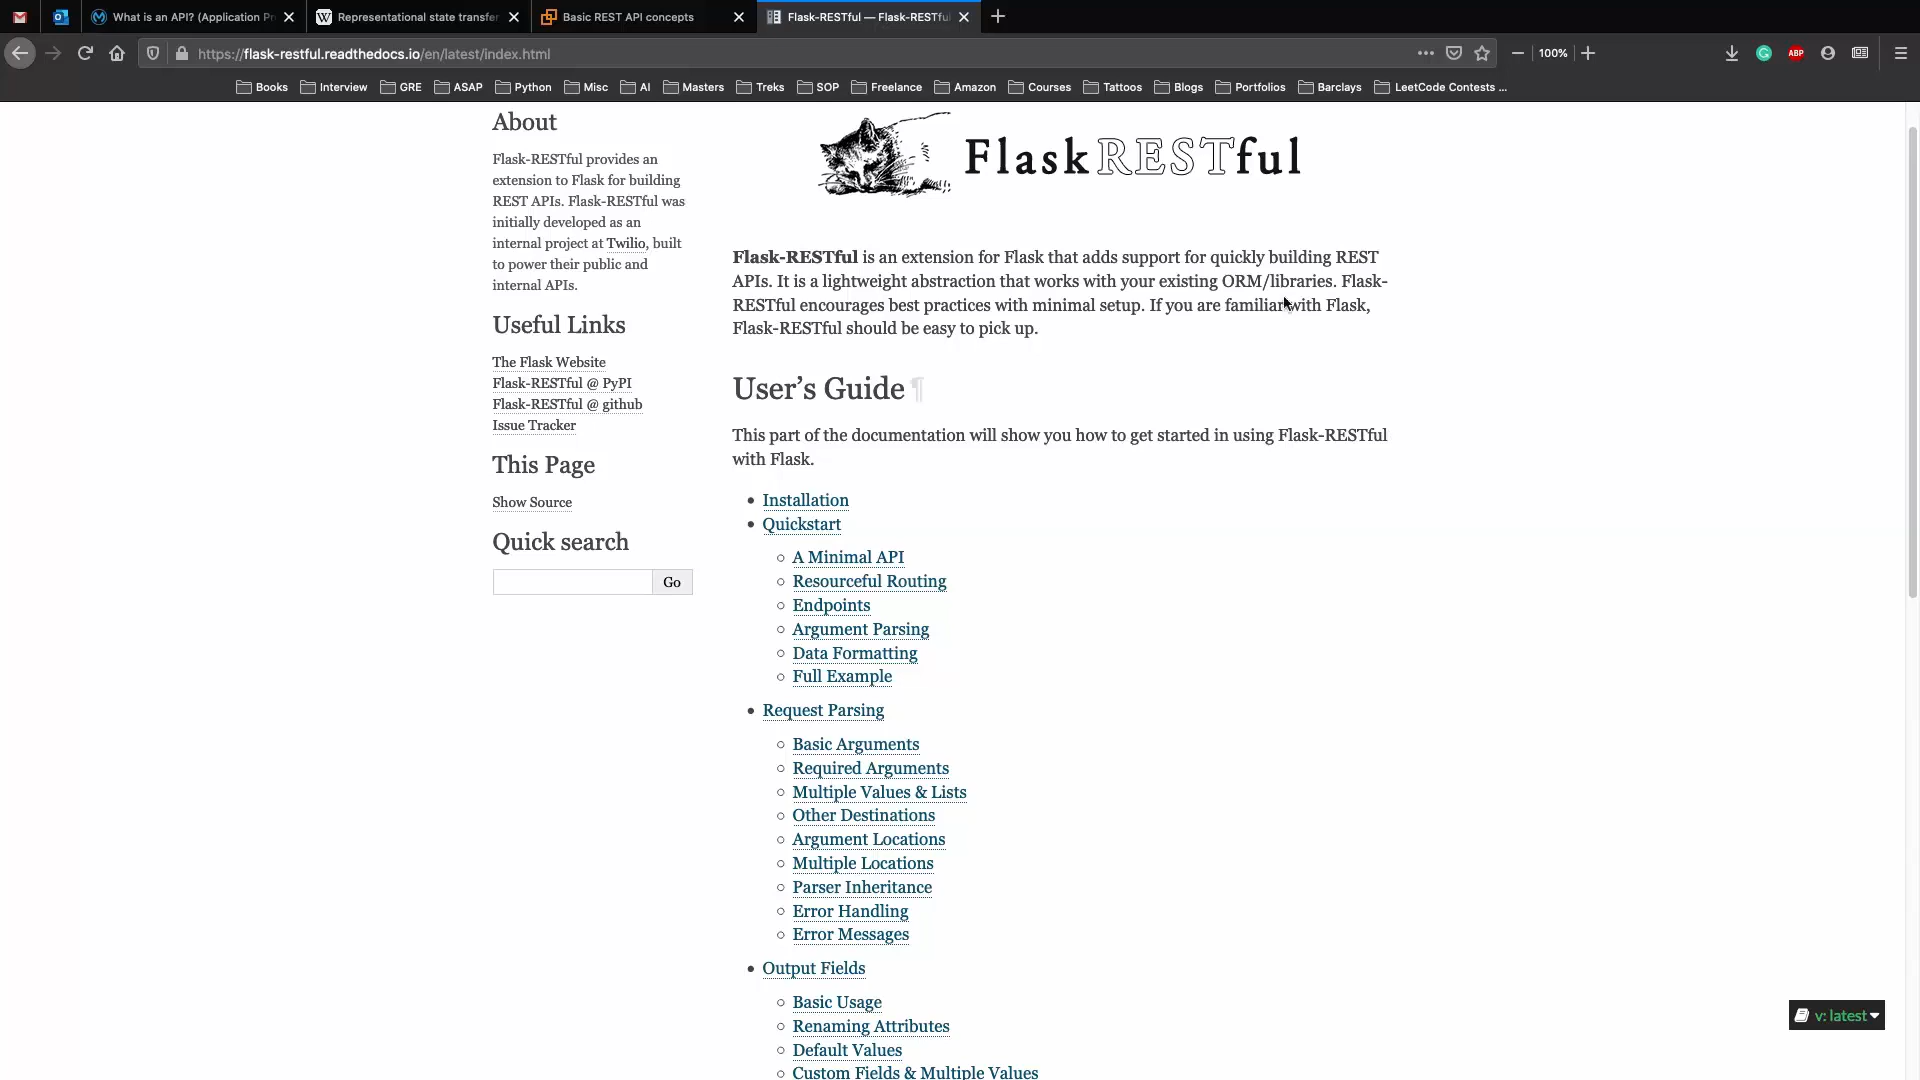 What is an API? (Application Pr
Representational state transfer
Basic REST API concepts
Flask-RESTful — Flask-RESTful
https://flask-restful.readthedocs.io/en/latest/index.html
100%
ABP
Books
Interview
GRE
ASAP
Python
Misc
AI
Masters
Treks
SOP
Freelance
Amazon
Courses
Tattoos
Blogs
Portfolios
Barclays
LeetCode Contests ...
About
Flask-RESTful provides an
extension to Flask for building
REST APIs. Flask-RESTful was
initially developed as an
internal project at Twilio, built
to power their public and
internal APIs.
Useful Links
The Flask Website
Flask-RESTful @ PyPI
Flask-RESTful @ github
Issue Tracker
This Page
Show Source
Quick search
Go
Flask RESTful
Flask-RESTful is an extension for Flask that adds support for quickly building REST
APIs. It is a lightweight abstraction that works with your existing ORM/libraries. Flask-
RESTful encourages best practices with minimal setup. If you are familiar with Flask,
Flask-RESTful should be easy to pick up.
User’s Guide ¶
This part of the documentation will show you how to get started in using Flask-RESTful
with Flask.
Installation
Quickstart
A Minimal API
Resourceful Routing
Endpoints
Argument Parsing
Data Formatting
Full Example
Request Parsing
Basic Arguments
Required Arguments
Multiple Values & Lists
Other Destinations
Argument Locations
Multiple Locations
Parser Inheritance
Error Handling
Error Messages
Output Fields
Basic Usage
Renaming Attributes
Default Values
Custom Fields & Multiple Values
v: latest